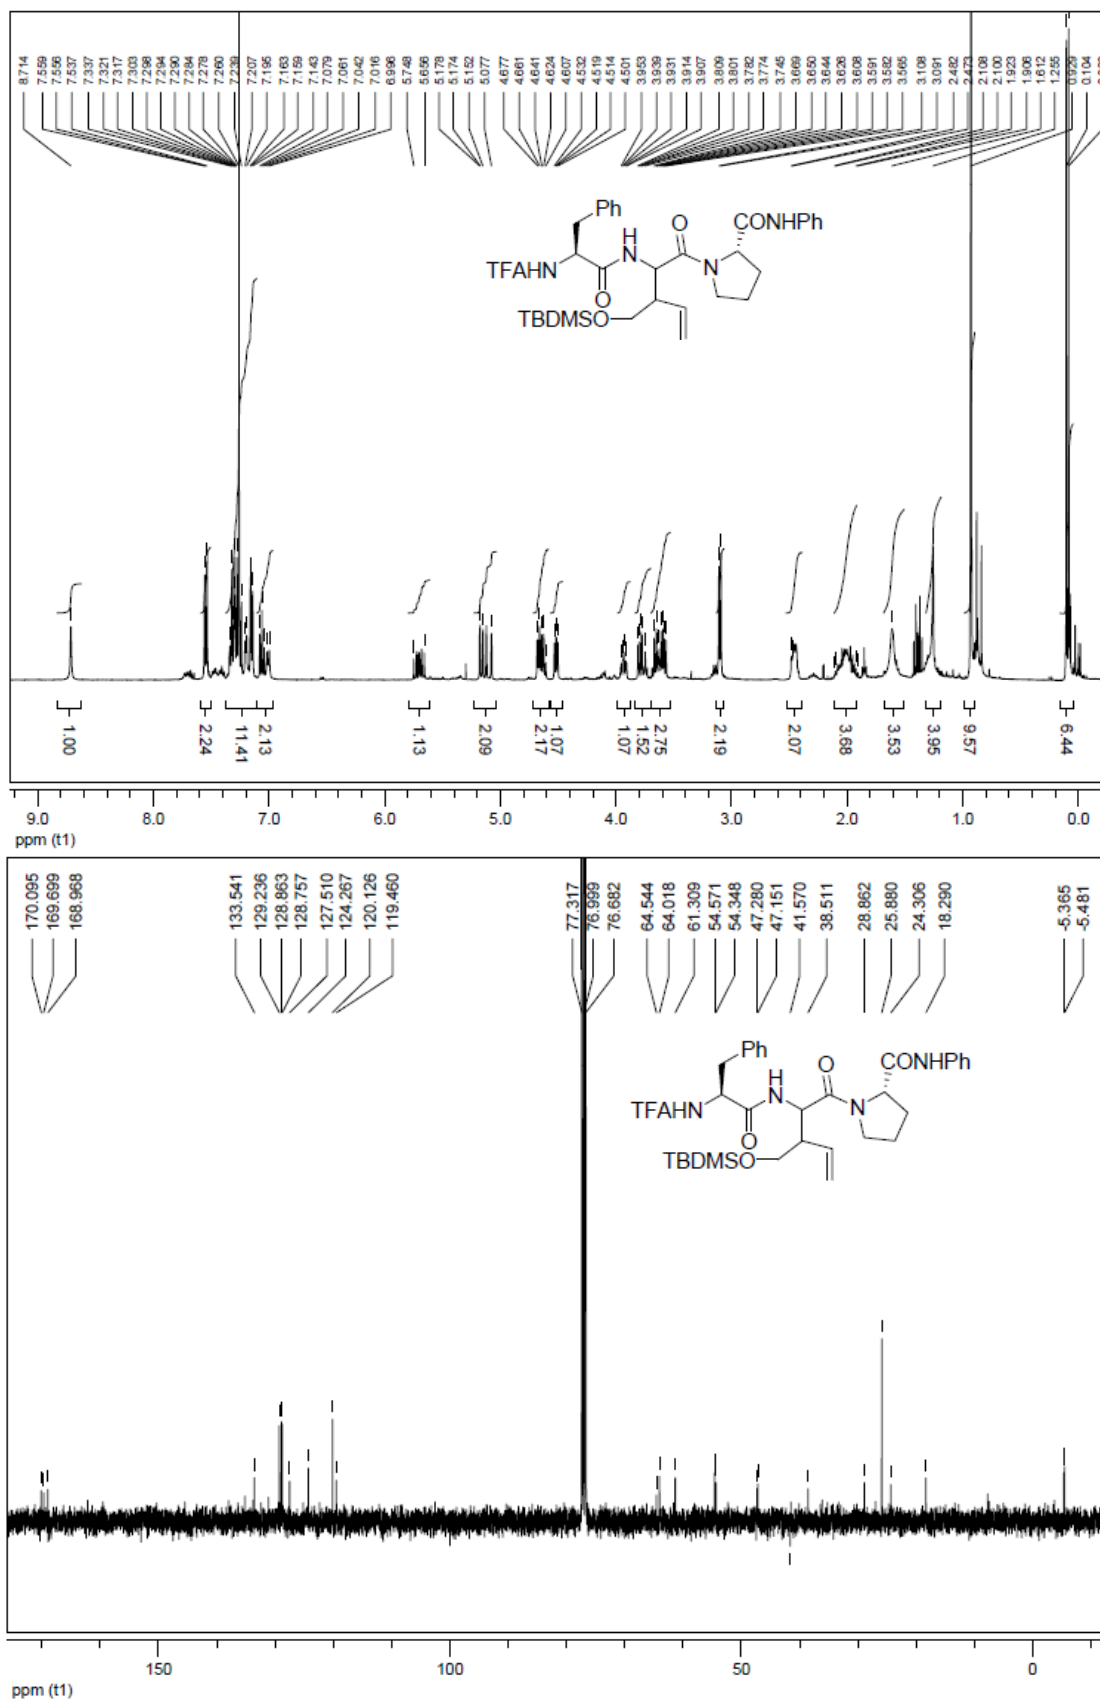 8.714 7.559 7.556 7.537 7.337 7.321 7.317 7.303 7.298 7.294 7.290 7.284 7.278 7.260 7.239 7.207 7.195 7.163 7.159 7.143 7.079 7.061 7.042 7.016 6.996 5.748 5.656 5.178 5.174 5.152 5.077 4.677 4.661 4.641 4.624 4.607 4.532 4.519 4.514 4.501 3.953 3.939 3.931 3.914 3.907 3.809 3.801 3.782 3.774 3.745 3.669 3.650 3.644 3.626 3.608 3.591 3.582 3.565 3.108 3.091 2.482 2.473 2.108 2.100 1.923 1.906 1.612 1.255 0.929 0.104
Ph
O
CONHPh
H
N
TFAHN
N
O
TBDMSO
1.00 2.24 11.41 2.13 1.13 2.09 2.17 1.07 1.07 1.52 2.75 2.19 2.07 3.68 3.53 3.95 9.57 6.44
9.0 8.0 7.0 6.0 5.0 4.0 3.0 2.0 1.0 0.0
ppm (t1)
170.095 169.699 168.968 133.541 129.236 128.863 128.757 127.510 124.267 120.126 119.460 77.317 76.999 76.682 64.544 64.018 61.309 54.571 54.348 47.280 47.151 41.570 38.511 28.862 25.880 24.306 18.290 -5.365 -5.481
Ph
O
CONHPh
H
N
TFAHN
N
O
TBDMSO
150 100 50 0
ppm (t1)